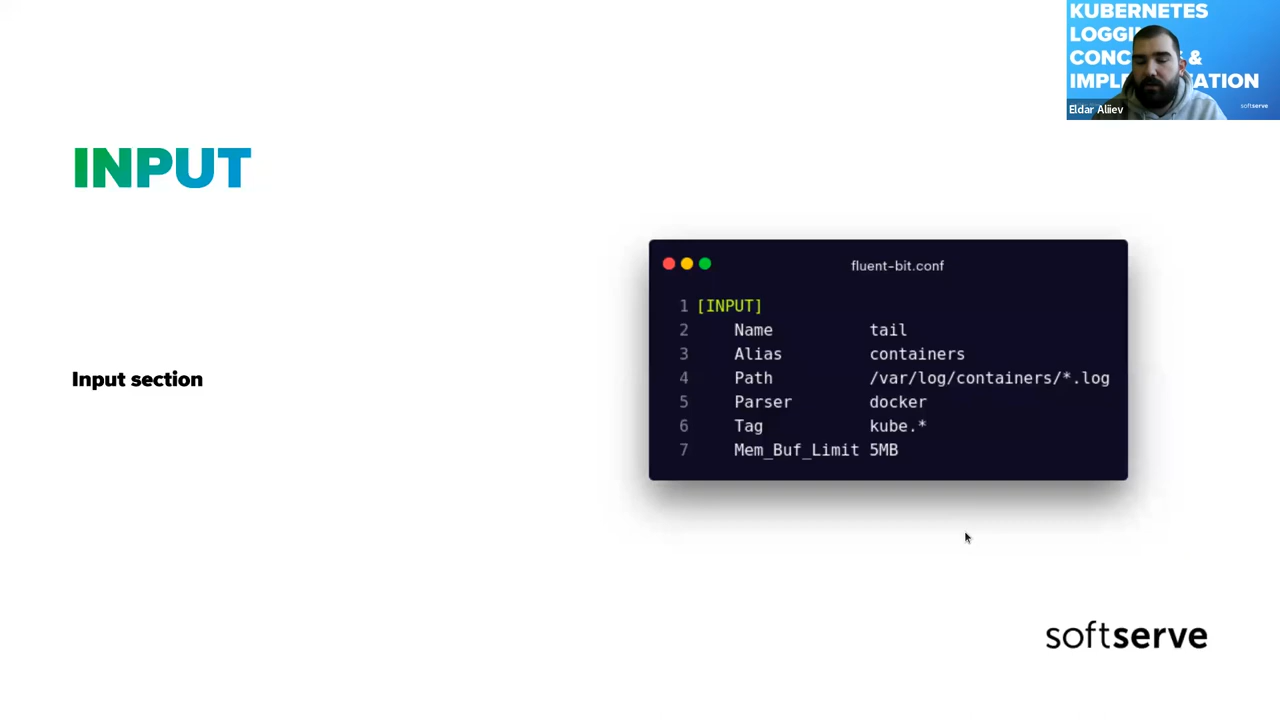 KUBERNETES
LOGGI
CONC & 
IMPL ATION
Eldar Aliiev
softserve
INPUT
Input section
fluent-bit.conf
1 [INPUT]
2 Name tail
3 Alias containers
4 Path /var/log/containers/*.log
5 Parser docker
6 Tag kube.*
7 Mem_Buf_Limit 5MB
softserve